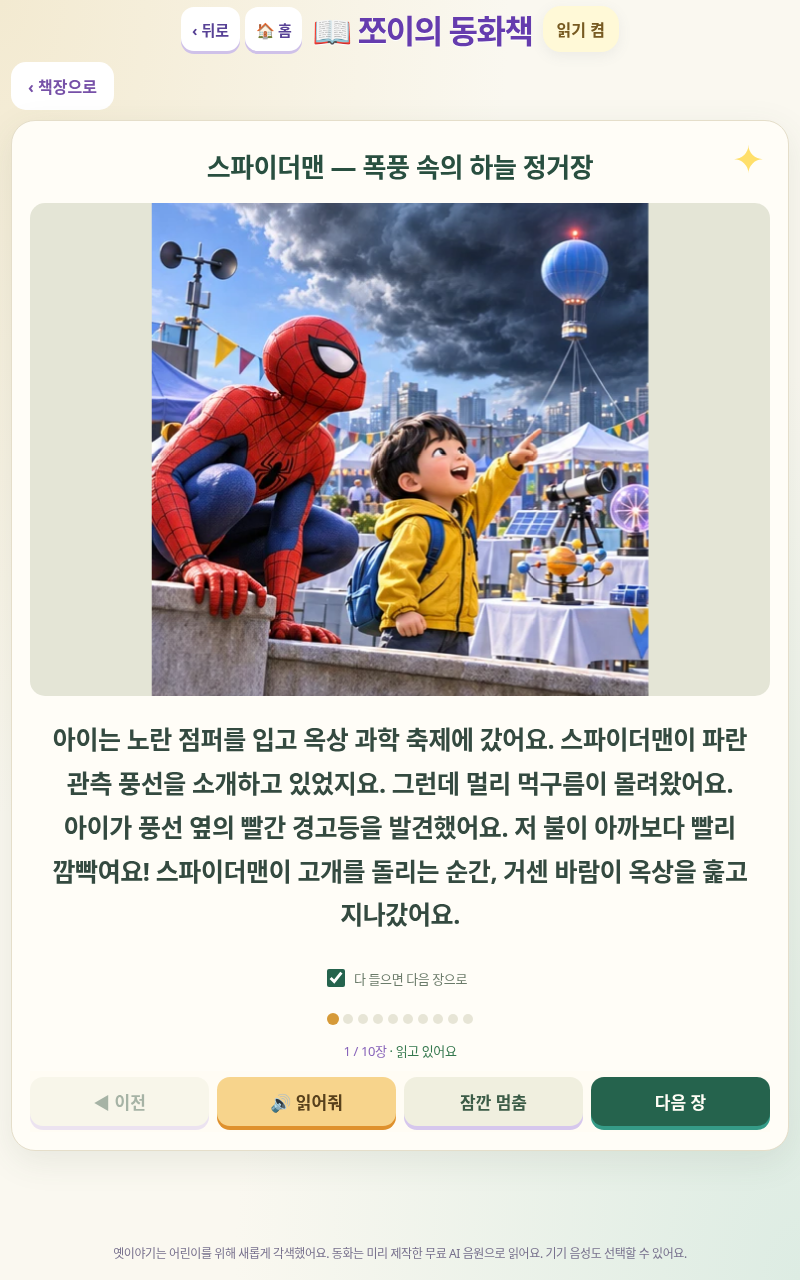 ‹ 뒤로 🏠 홈 📖 쪼이의 동화책 읽기 켬
‹ 책장으로
스파이더맨 — 폭풍 속의 하늘 정거장
아이는 노란 점퍼를 입고 옥상 과학 축제에 갔어요. 스파이더맨이 파란
관측 풍선을 소개하고 있었지요. 그런데 멀리 먹구름이 몰려왔어요.
아이가 풍선 옆의 빨간 경고등을 발견했어요. 저 불이 아까보다 빨리
깜빡여요! 스파이더맨이 고개를 돌리는 순간, 거센 바람이 옥상을 훑고
지나갔어요.
다 들으면 다음 장으로
1 / 10장 · 읽고 있어요
◀ 이전 🔊 읽어줘 잠깐 멈춤 다음 장
옛이야기는 어린이를 위해 새롭게 각색했어요. 동화는 미리 제작한 무료 AI 음원으로 읽어요. 기기 음성도 선택할 수 있어요.